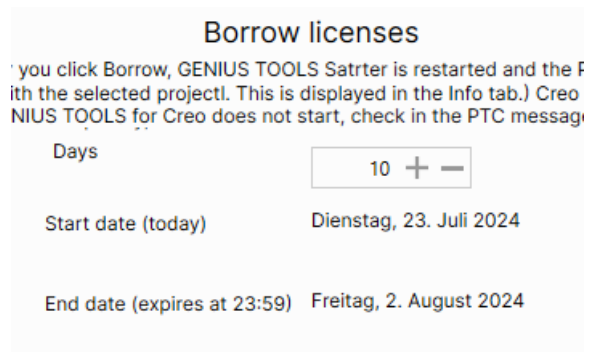 Borrow licenses
you click Borrow, GENIUS TOOLS Satrter is restarted and the
ith the selected projectl. This is displayed in the Info tab.) Creo
NIUS TOOLS for Creo does not start, check in the PTC messag
Days
10
Start date (today) Dienstag, 23. Juli 2024
End date (expires at 23:59) Freitag, 2. August 2024